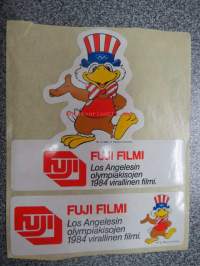 FUJI
FUJI FILMI
Los Angelesin
olympiakisojen
1984 virallinen filmi.
FUJI
FUJI FILMI
Los Angelesin
olympiakisojen
1984 virallinen filmi.